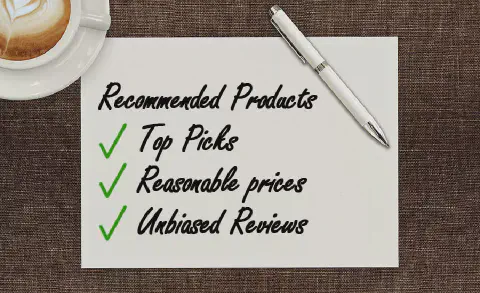 Recommended Products
Top Picks
Reasonable prices
Unbiased Reviews